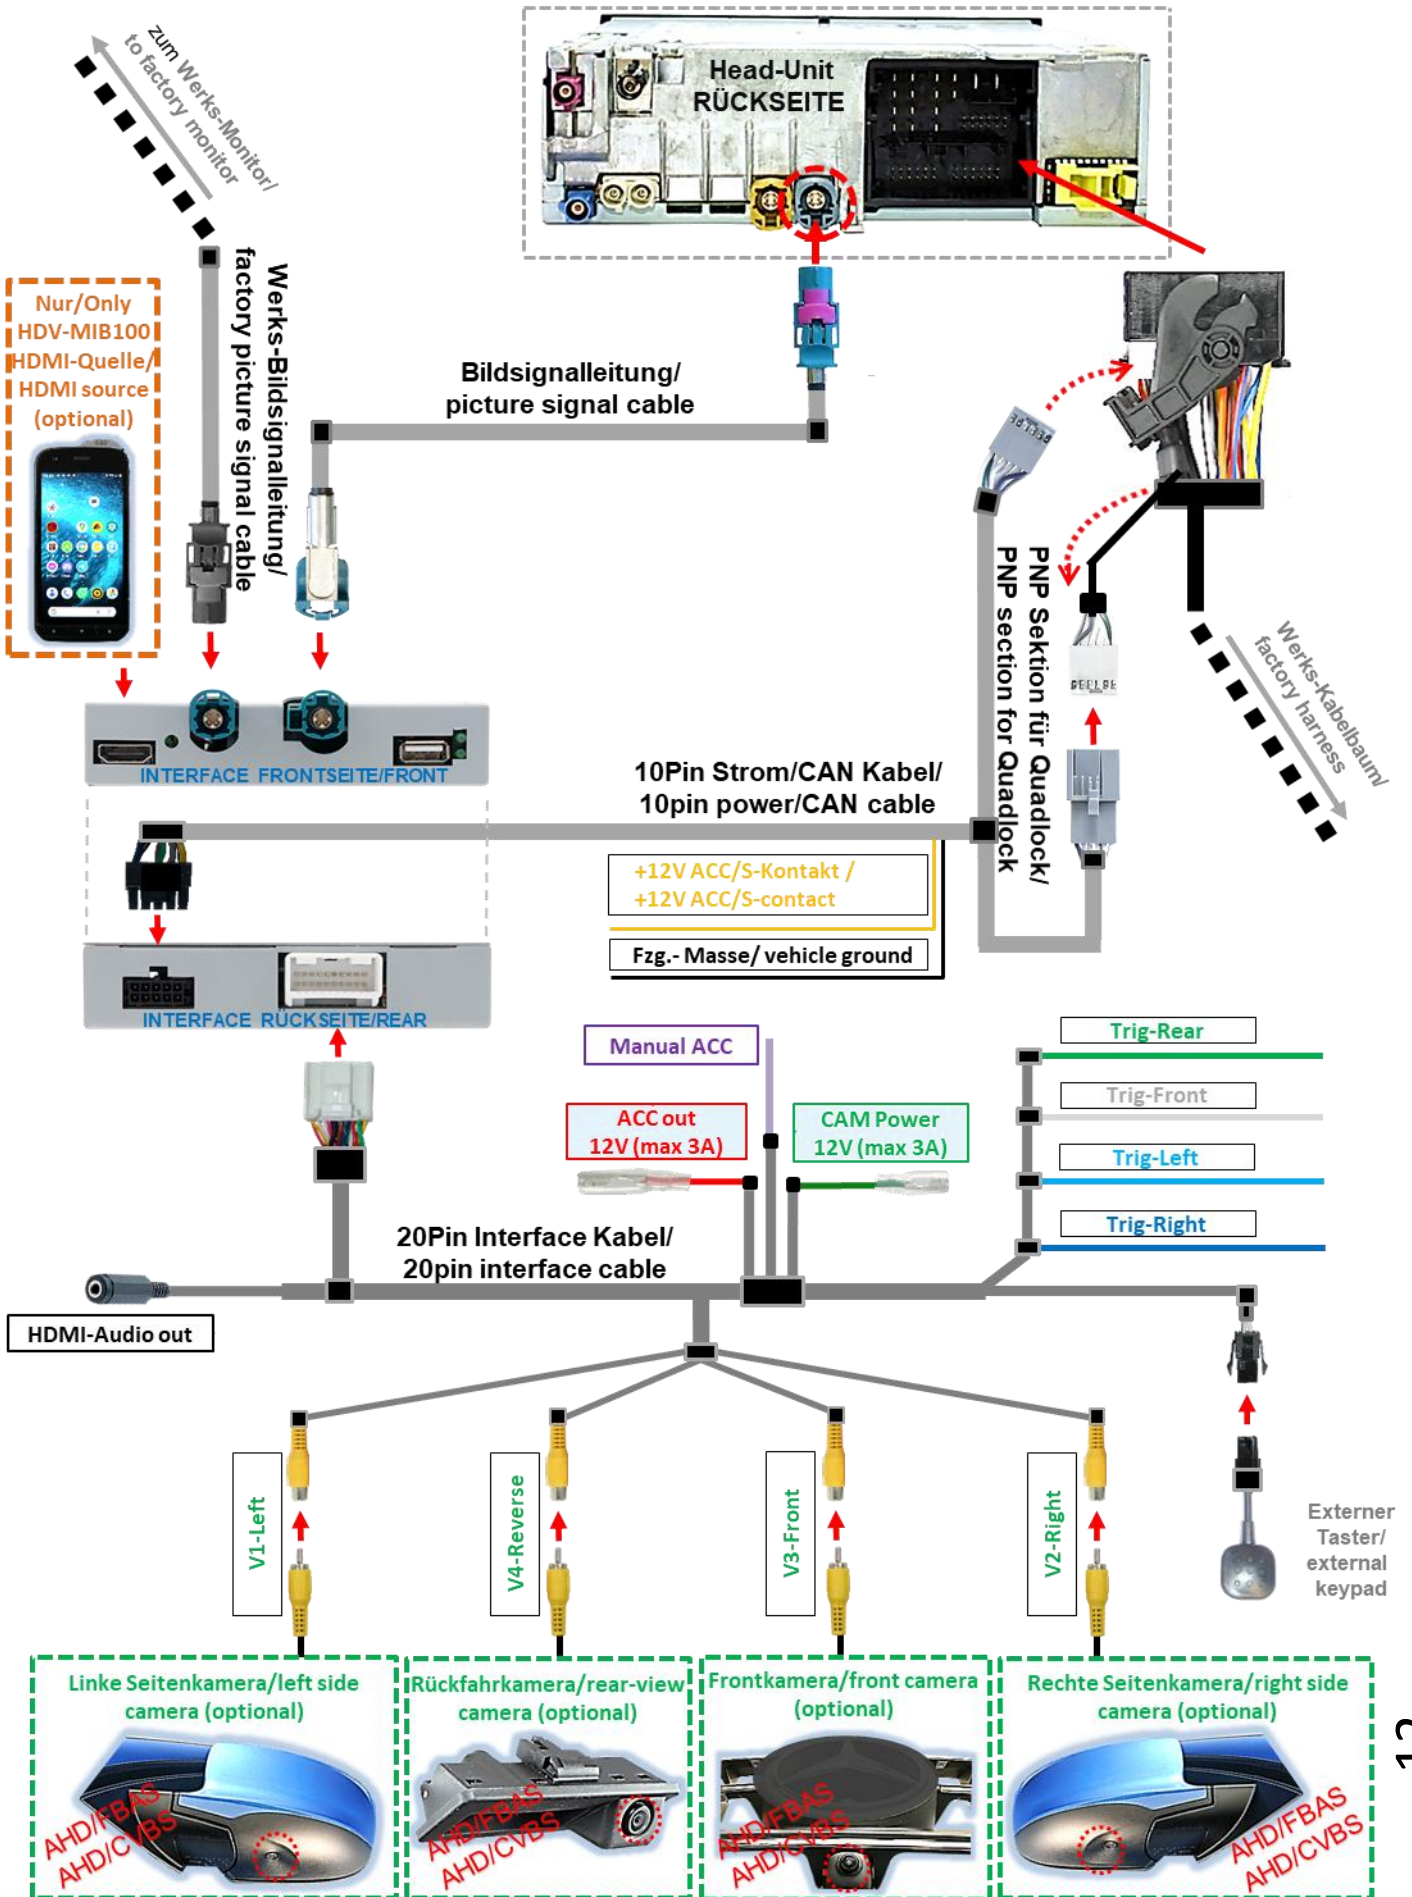 Head-Unit
RÜCKSEITE
zum Werks-Monitor/
to factory monitor
Nur/Only
HDV-MIB100
HDMI-Quelle/
HDMI source
(optional)
Werks-Bildsignalleitung/
factory picture signal cable
Bildsignalleitung/
picture signal cable
PNP Sektion für Quadlock/
PNP section for Quadlock
Werks-Kabelbaum/
factory harness
INTERFACE FRONTSEITE/FRONT
10Pin Strom/CAN Kabel/
10pin power/CAN cable
+12V ACC/S-Kontakt /
+12V ACC/S-contact
Fzg.- Masse/ vehicle ground
INTERFACE RÜCKSEITE/REAR
Manual ACC
ACC out
12V (max 3A)
CAM Power
12V (max 3A)
Trig-Rear
Trig-Front
Trig-Left
Trig-Right
20Pin Interface Kabel/
20pin interface cable
HDMI-Audio out
V1-Left
V4-Reverse
V3-Front
V2-Right
Externer
Taster/
external
keypad
Linke Seitenkamera/left side
camera (optional)
AHD/FBAS
AHD/CVBS
Rückfahrkamera/rear-view
camera (optional)
AHD/FBAS
AHD/CVBS
Frontkamera/front camera
(optional)
AHD/FBAS
AHD/CVBS
Rechte Seitenkamera/right side
camera (optional)
AHD/FBAS
AHD/CVBS